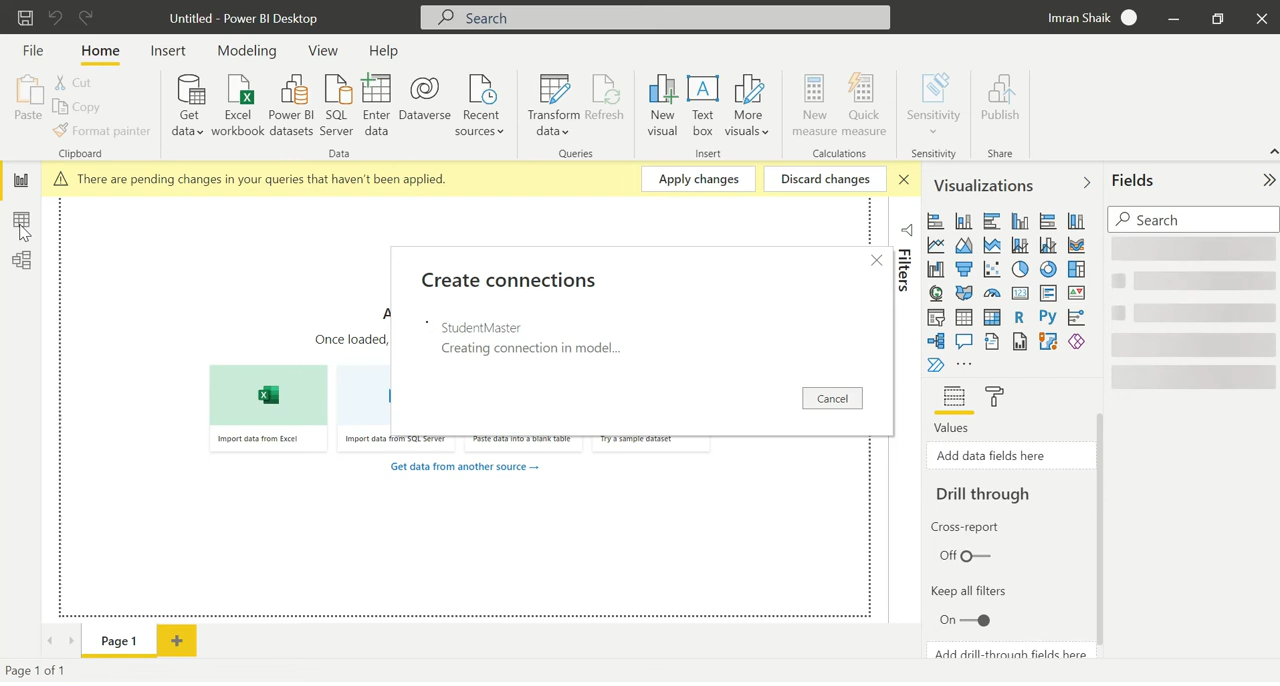 Untitled - Power BI Desktop
Search
Imran Shaik
File
Home
Insert
Modeling
View
Help
Paste
Cut
Copy
Format painter
Clipboard
Get data
Excel workbook
Power BI datasets
SQL Server
Enter data
Dataverse
Recent sources
Data
Transform data
Refresh
Queries
New visual
Text box
More visuals
Insert
New measure
Quick measure
Calculations
Sensitivity
Sensitivity
Publish
Share
There are pending changes in your queries that haven't been applied.
Apply changes
Discard changes
Once loaded,
Create connections
StudentMaster
Creating connection in model...
Cancel
Import data from Excel
Import data from SQL Server
Paste data into a blank table
Try a sample dataset
Get data from another source →
Filters
Visualizations
R
Py
123
Values
Add data fields here
Drill through
Cross-report
Off
Keep all filters
On
Add drill-through fields here
Fields
Search
Page 1
Page 1 of 1